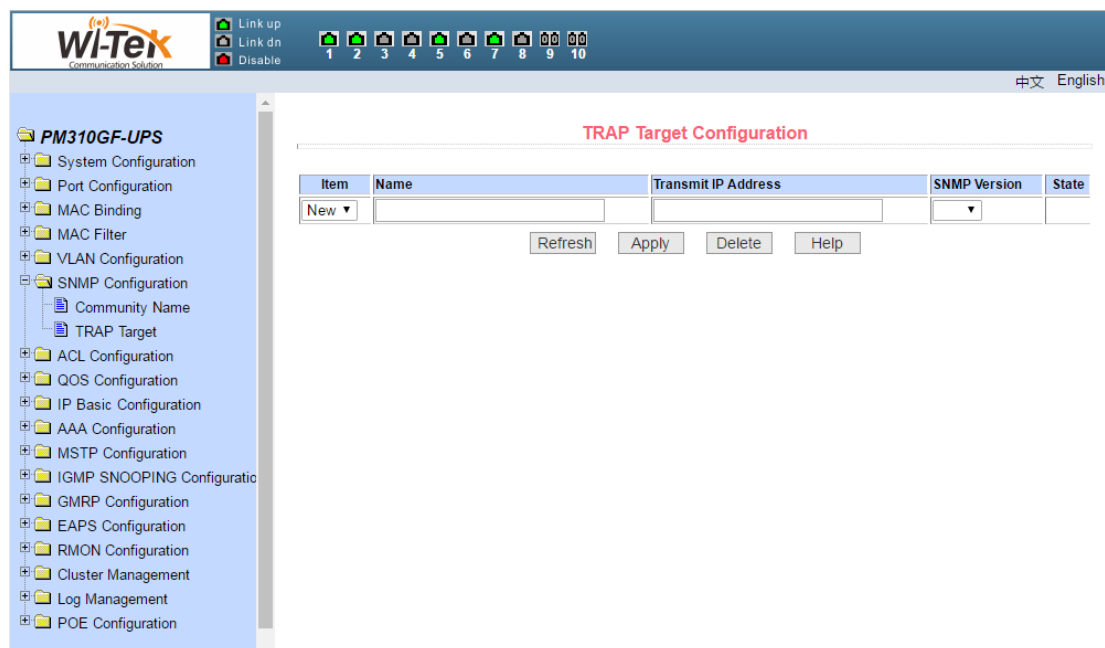 Wi-Tek
Communication Solution
Link up
Link dn
Disable
1 2 3 4 5 6 7 8 9 10
中文 English
PM310GF-UPS
System Configuration
Port Configuration
MAC Binding
MAC Filter
VLAN Configuration
SNMP Configuration
Community Name
TRAP Target
ACL Configuration
QOS Configuration
IP Basic Configuration
AAA Configuration
MSTP Configuration
IGMP SNOOPING Configuratio
GMRP Configuration
EAPS Configuration
RMON Configuration
Cluster Management
Log Management
POE Configuration
TRAP Target Configuration
Item Name Transmit IP Address SNMP Version State
New
Refresh Apply Delete Help